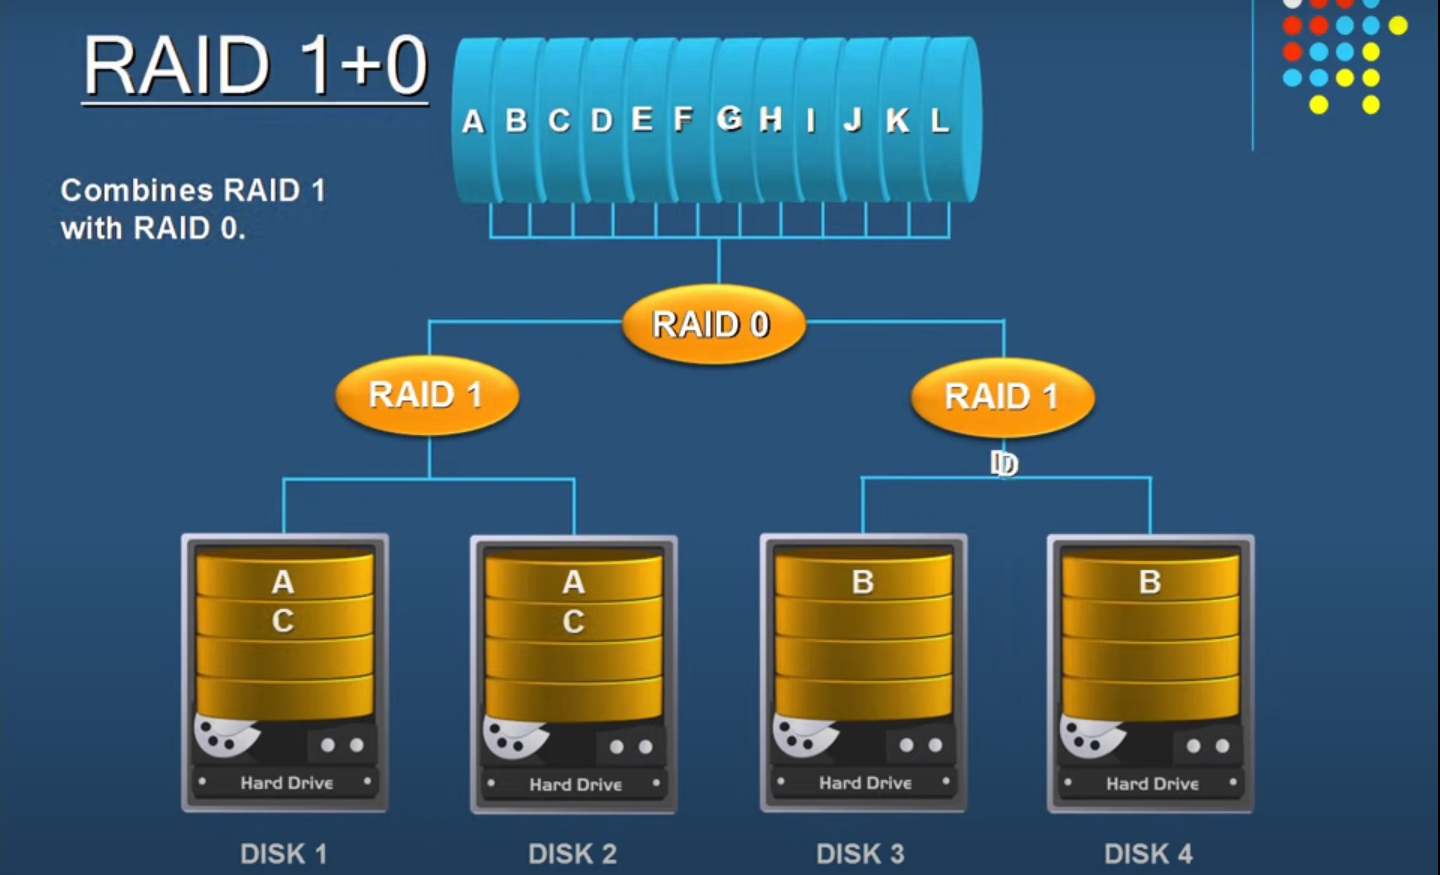 RAID 1+0
A B C D E F G H I J K L
Combines RAID 1
with RAID 0.
RAID 0
RAID 1
RAID 1
D D
A A B B
C C
Hard Drive Hard Drive Hard Drive Hard Drive
DISK 1 DISK 2 DISK 3 DISK 4